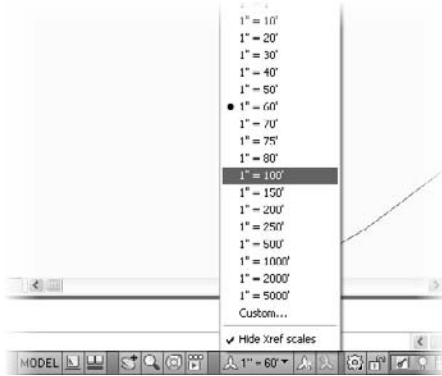 1" = 10'
1" = 20'
1" = 30'
1" = 40'
1" = 50'
1" = 60'
1" = 70'
1" = 75'
1" = 80'
1" = 100'
1" = 150'
1" = 200'
1" = 250'
1" = 500'
1" = 1000'
1" = 2000'
1" = 5000'
Custom...
Hide Xref scales
MODEL 1" = 60'